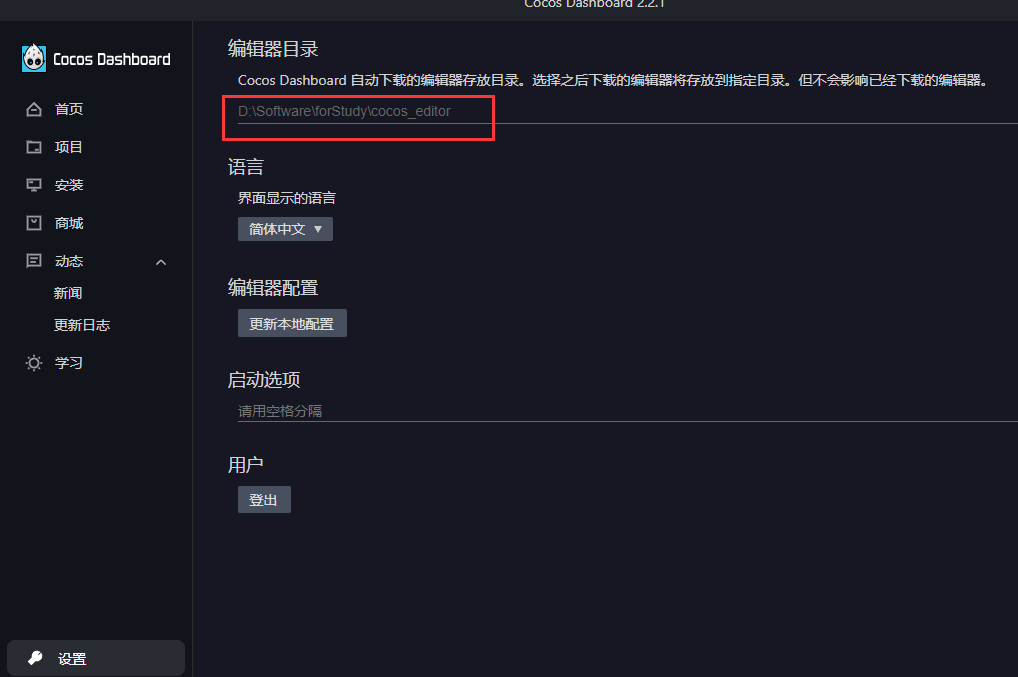 Cocos Dashboard 2.2.1
Cocos Dashboard
首页
项目
安装
商城
动态
新闻
更新日志
学习
设置
编辑器目录
Cocos Dashboard 自动下载的编辑器存放目录。选择之后下载的编辑器将存放到指定目录。但不会影响已经下载的编辑器。
D:\Software\forStudy\cocos_editor
语言
界面显示的语言
简体中文 ▼
编辑器配置
更新本地配置
启动选项
请用空格分隔
用户
登出